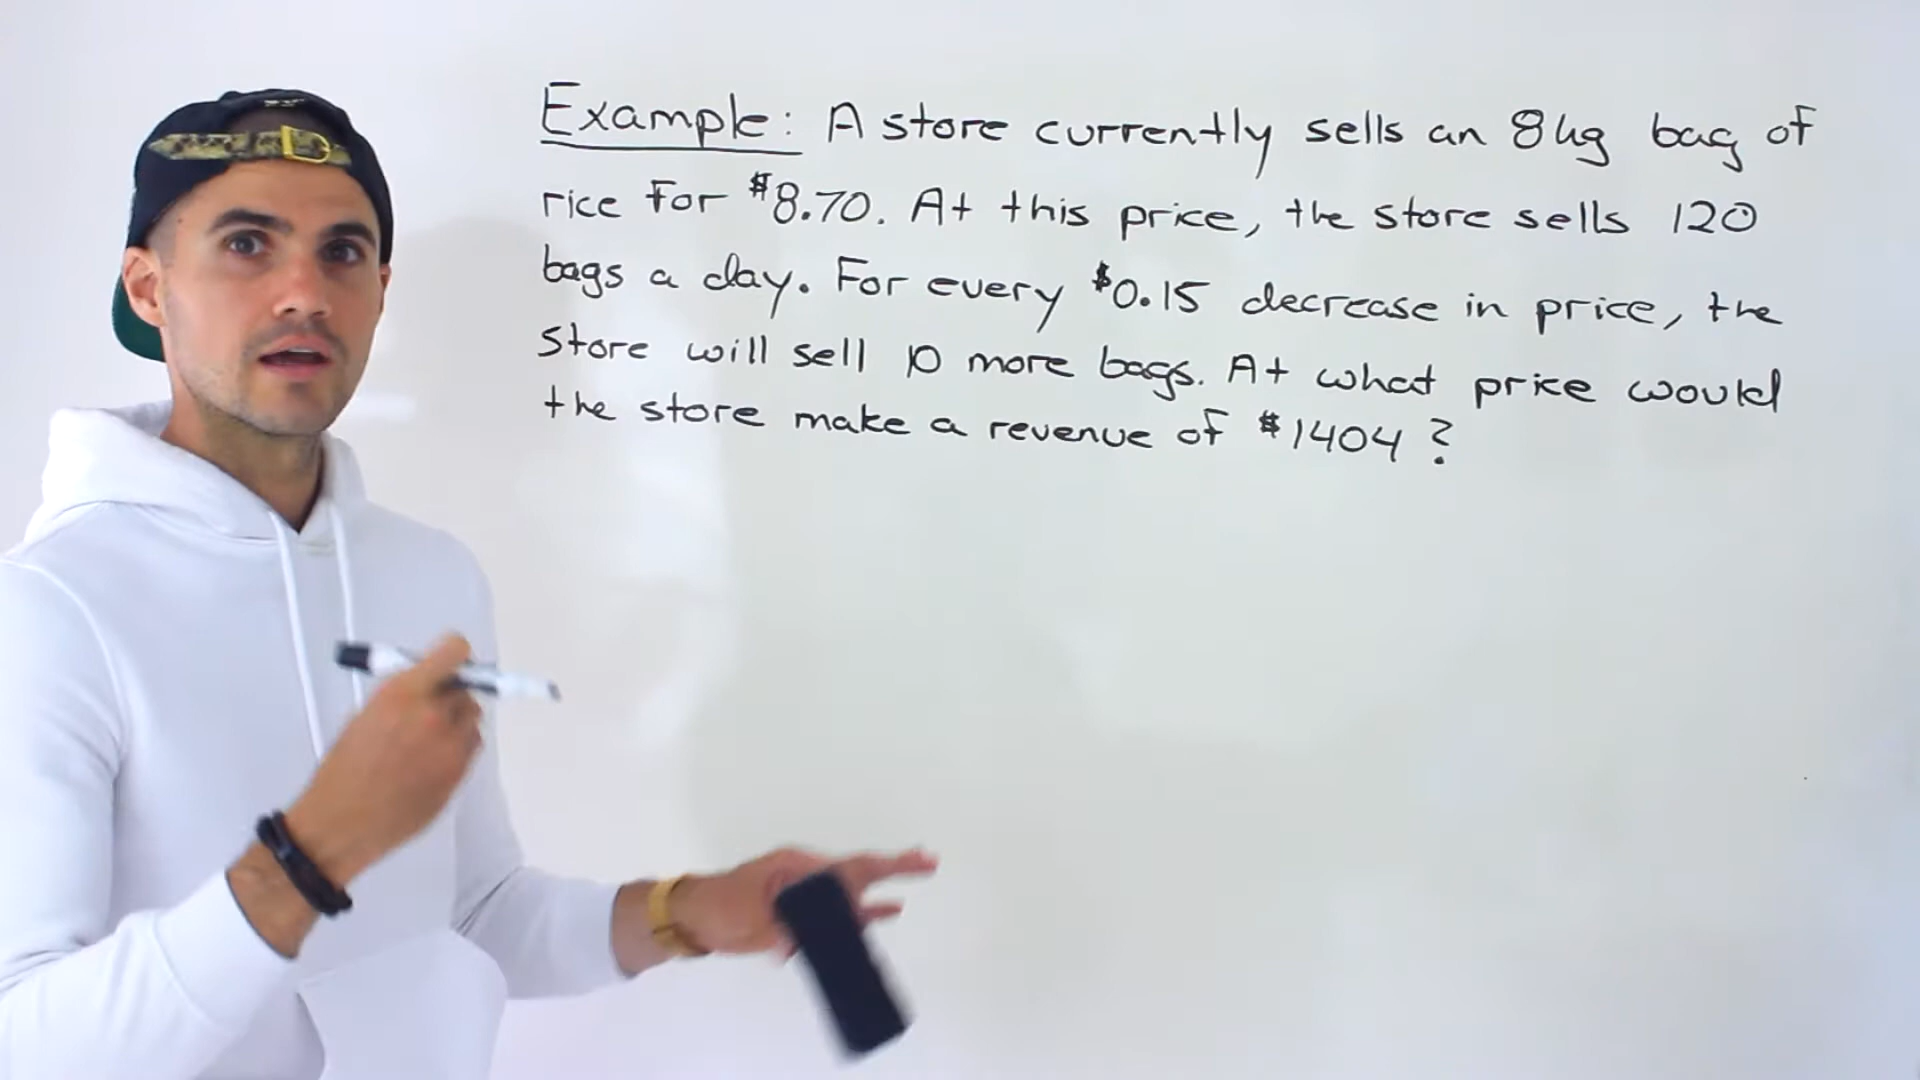 Example: A store currently sells an 8kg bag of
rice for $8.70. At this price, the store sells 120
bags a day. For every $0.15 decrease in price, the
store will sell 10 more bags. At what price would
the store make a revenue of $1404?